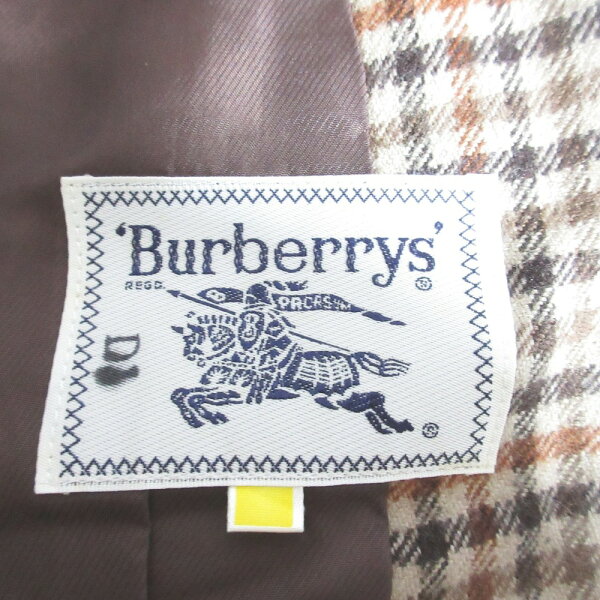 'Burberrys'
REGD. ®
PRORSUM
®